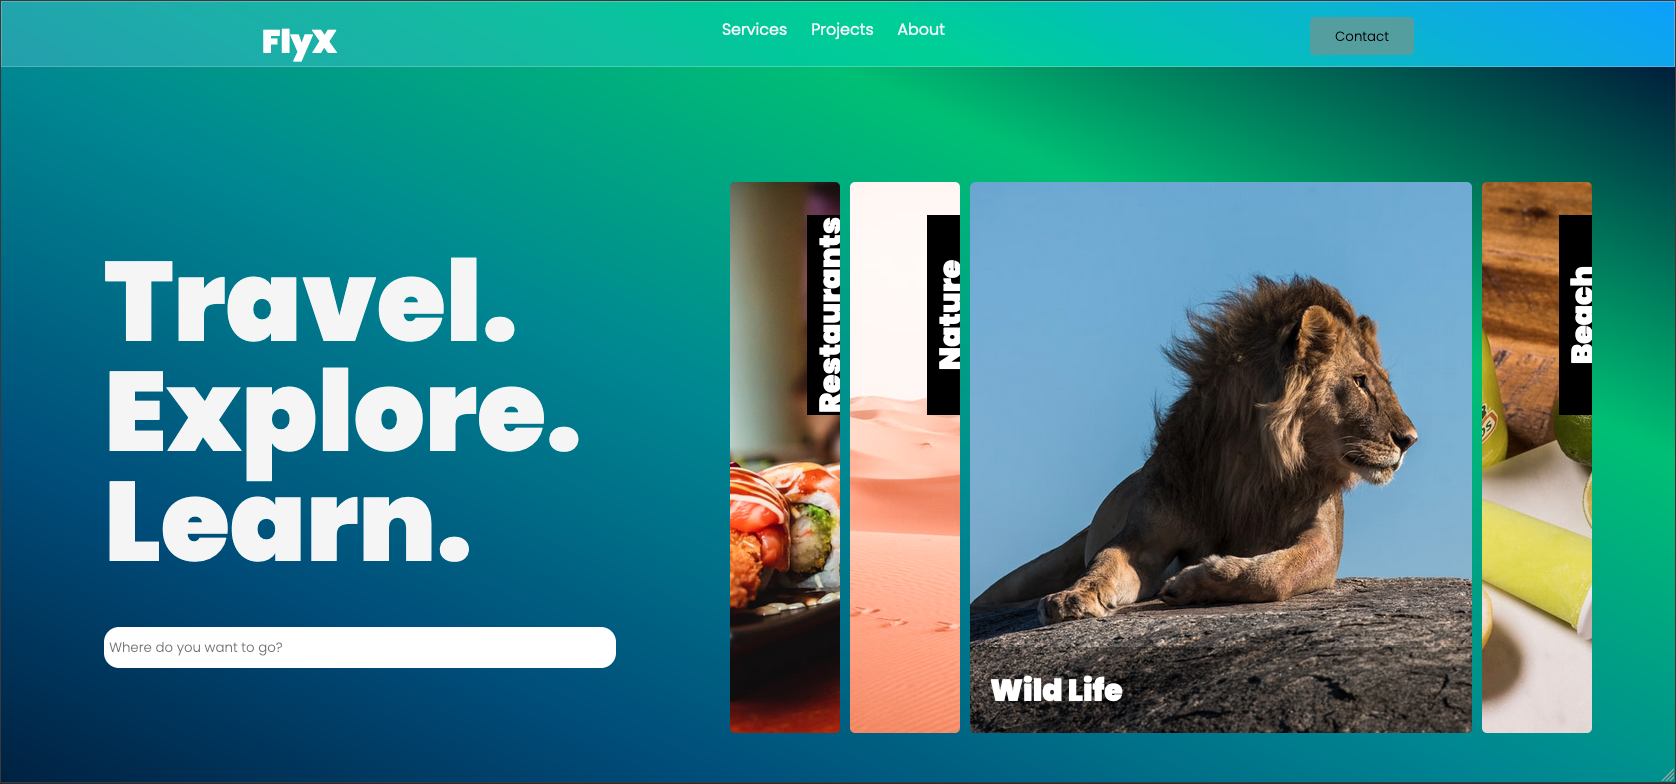 FlyX
Services
Projects
About
Contact
Travel.
Explore.
Learn.
Where do you want to go?
Restaurants
Nature
Wild Life
Beach